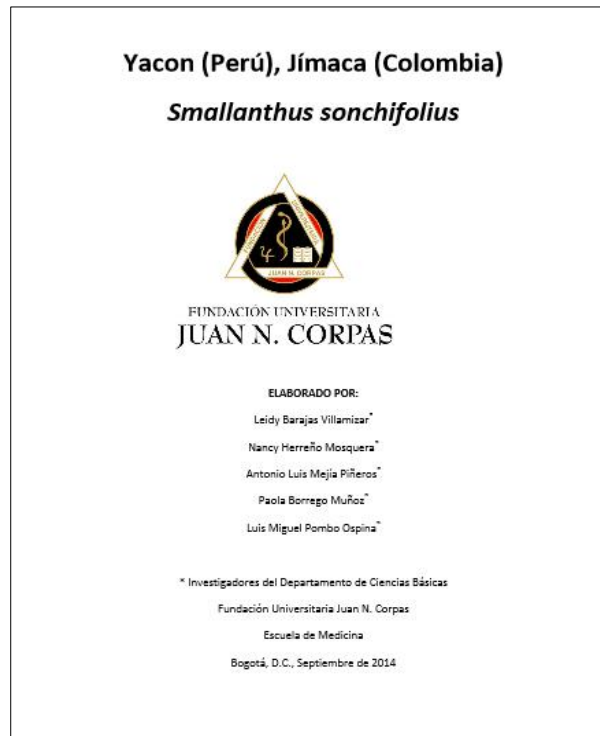 Yacon (Perú), Jímaca (Colombia)
Smallanthus sonchifolius
FUNDACIÓN
UNIVERSITARIA
JUAN N. CORPAS
FUNDACIÓN UNIVERSITARIA
JUAN N. CORPAS
ELABORADO POR:
Leidy Barajas Villamizar*
Nancy Herreño Mosquera*
Antonio Luis Mejía Piñeros*
Paola Borrego Muñoz*
Luis Miguel Pombo Ospina*
* Investigadores del Departamento de Ciencias Básicas
Fundación Universitaria Juan N. Corpas
Escuela de Medicina
Bogotá, D.C., Septiembre de 2014